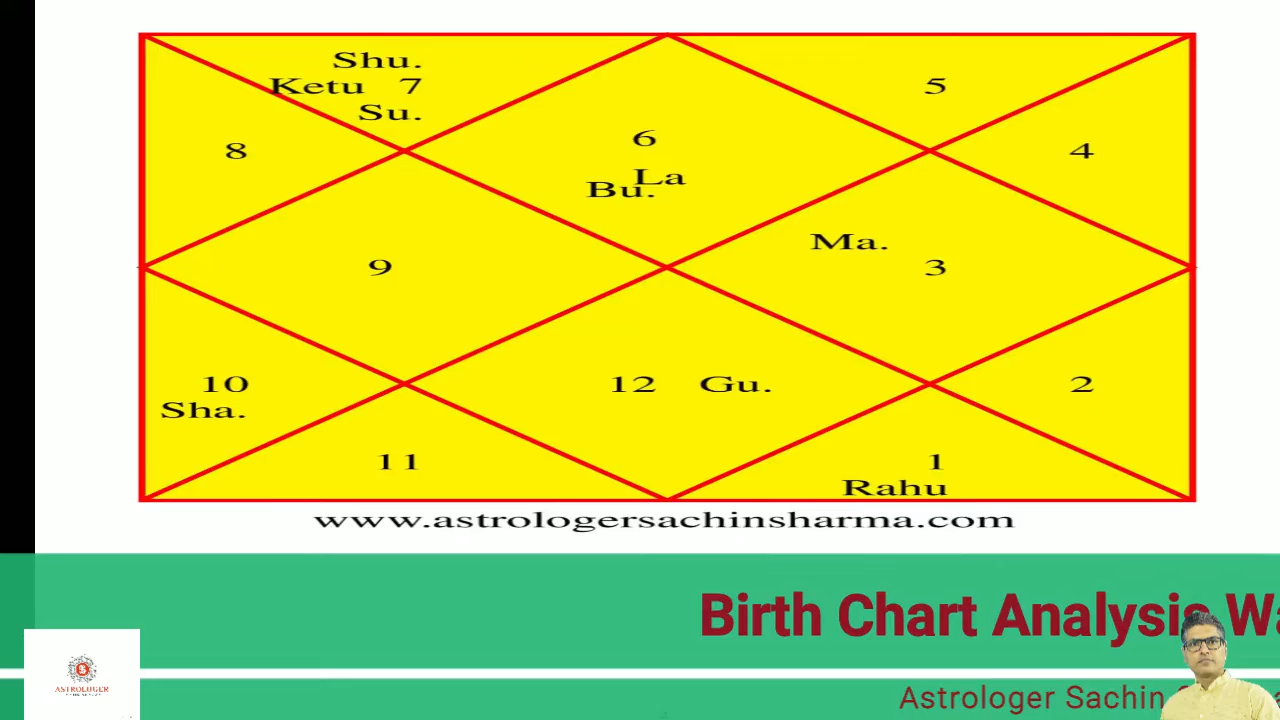 Shu.
Ketu 7
Su.
5
8
6
4
La
Bu.
Ma.
9
3
10
Sha.
12 Gu.
2
11
1
Rahu
www.astrologersachinsharma.com
Birth Chart Analysis
Astrologer Sachin
ASTROLOGER